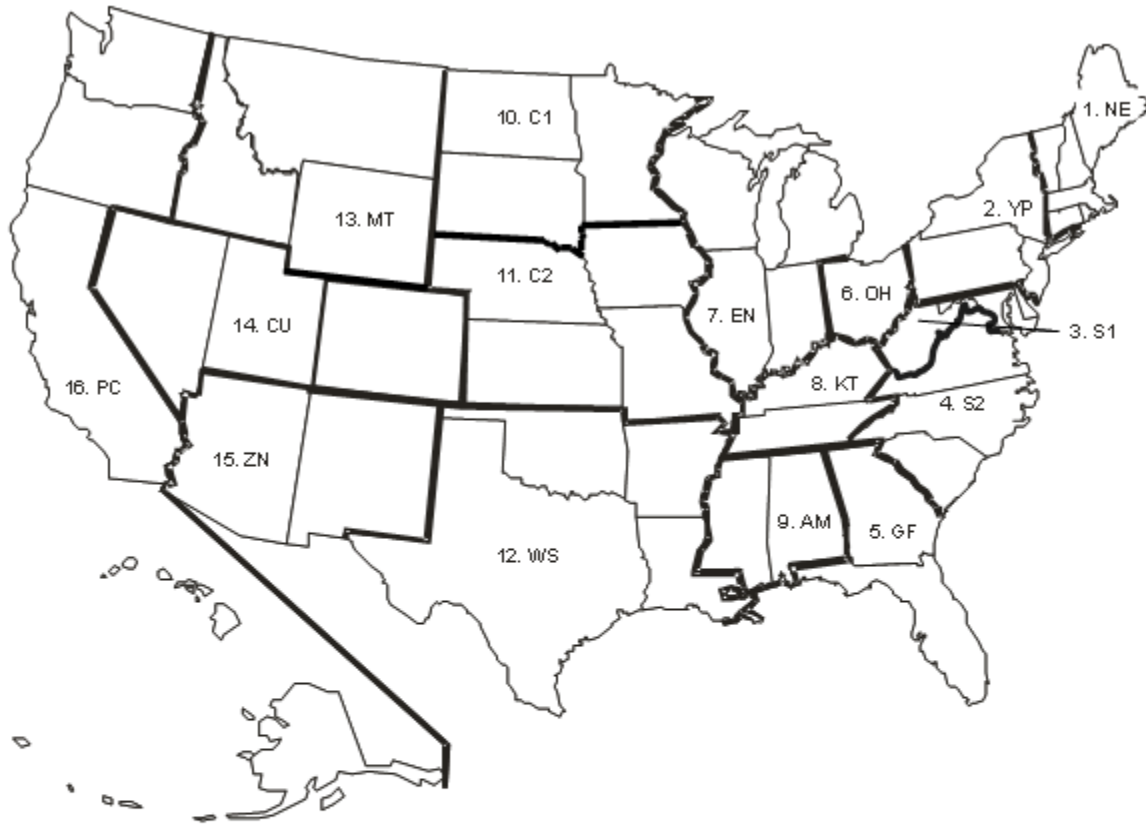 1. NE
10. C1
2. YP
13. MT
11. C2
6. OH
7. EN
14. CU
3. S1
16. PC
8. KT
4. S2
15. ZN
9. AM
5. GF
12. WS